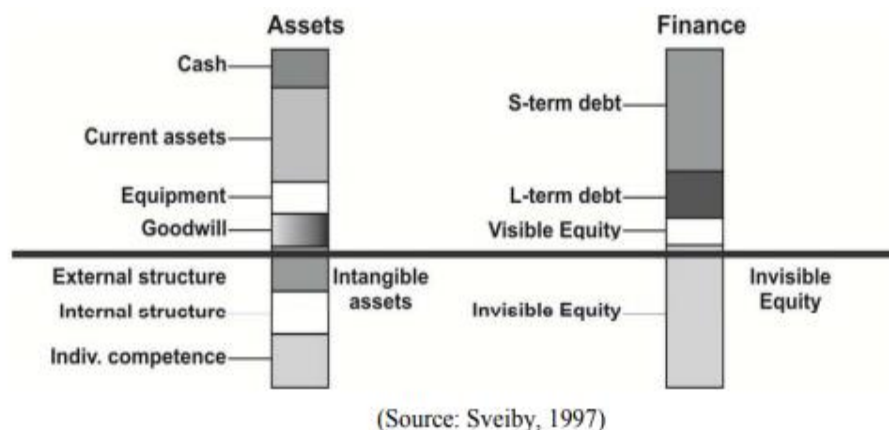 Assets
Finance
Cash
Current assets
Equipment
Goodwill
S-term debt
L-term debt
Visible Equity
External structure
Internal structure
Indiv. competence
Intangible
assets
Invisible Equity
Invisible
Equity
(Source: Sveiby, 1997)